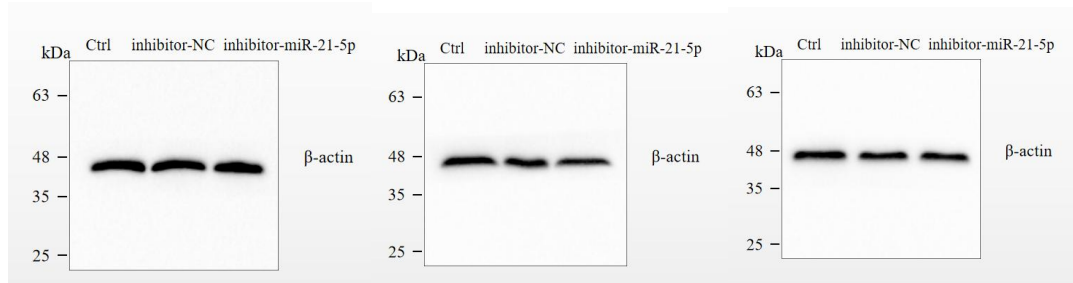 kDa Ctrl inhibitor-NC inhibitor-miR-21-5p
63
48 β-actin
35
25
kDa Ctrl inhibitor-NC inhibitor-miR-21-5p
63
48 β-actin
35
25
kDa Ctrl inhibitor-NC inhibitor-miR-21-5p
63
48 β-actin
35
25